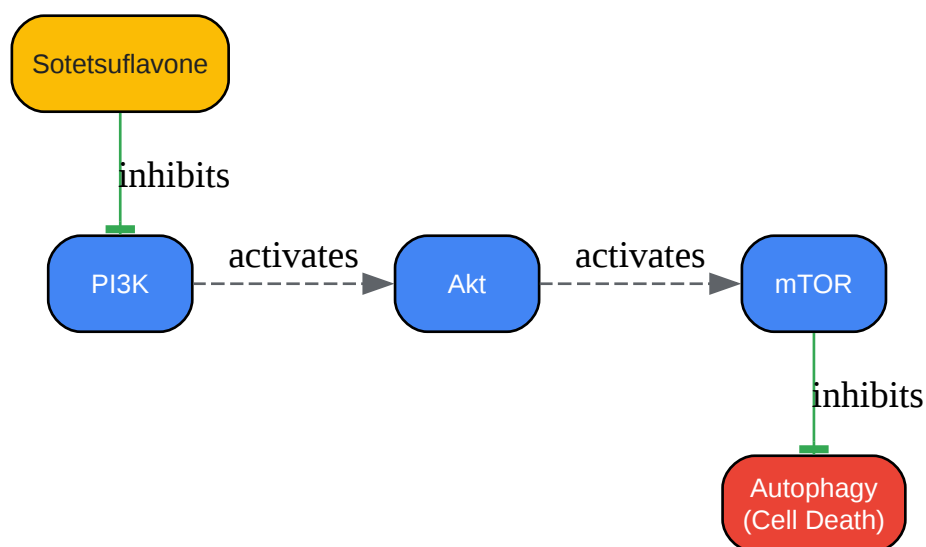 Sotetsuflavone
inhibits
PI3K
activates
Akt
activates
mTOR
inhibits
Autophagy
(Cell Death)